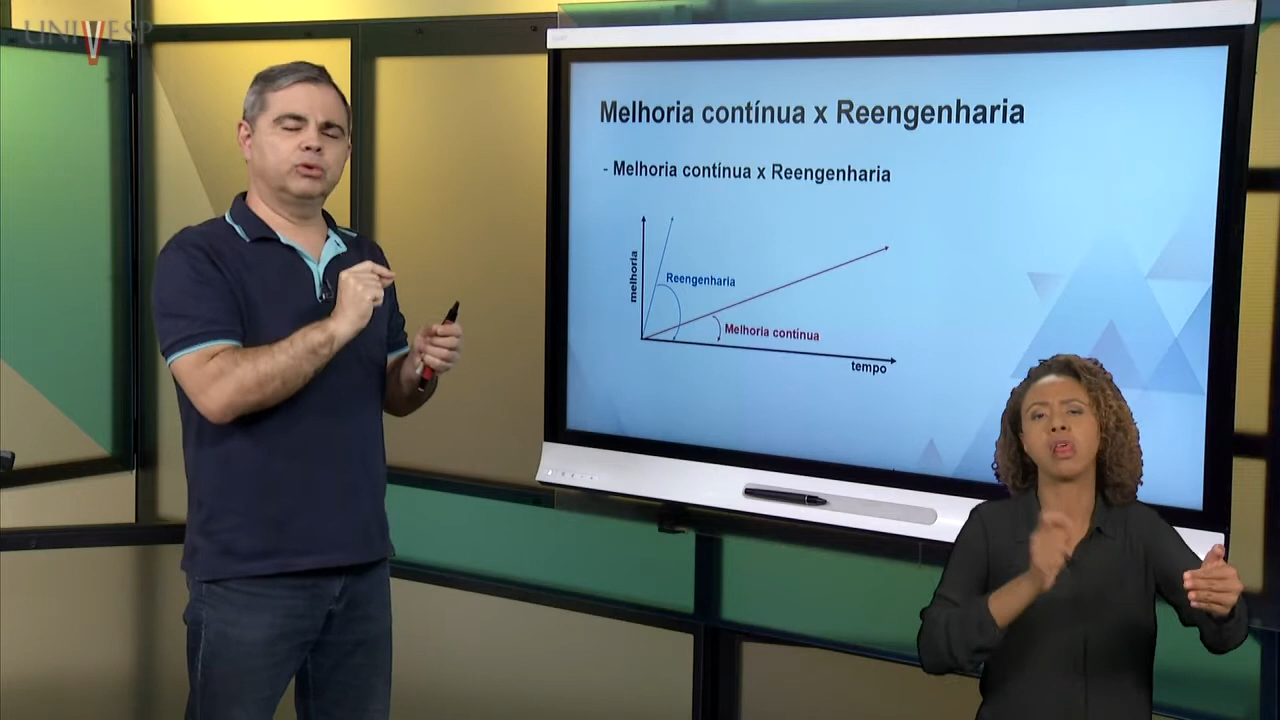 UNIVESP
Melhoria contínua x Reengenharia
- Melhoria contínua x Reengenharia
melhoria
Reengenharia
Melhoria contínua
tempo